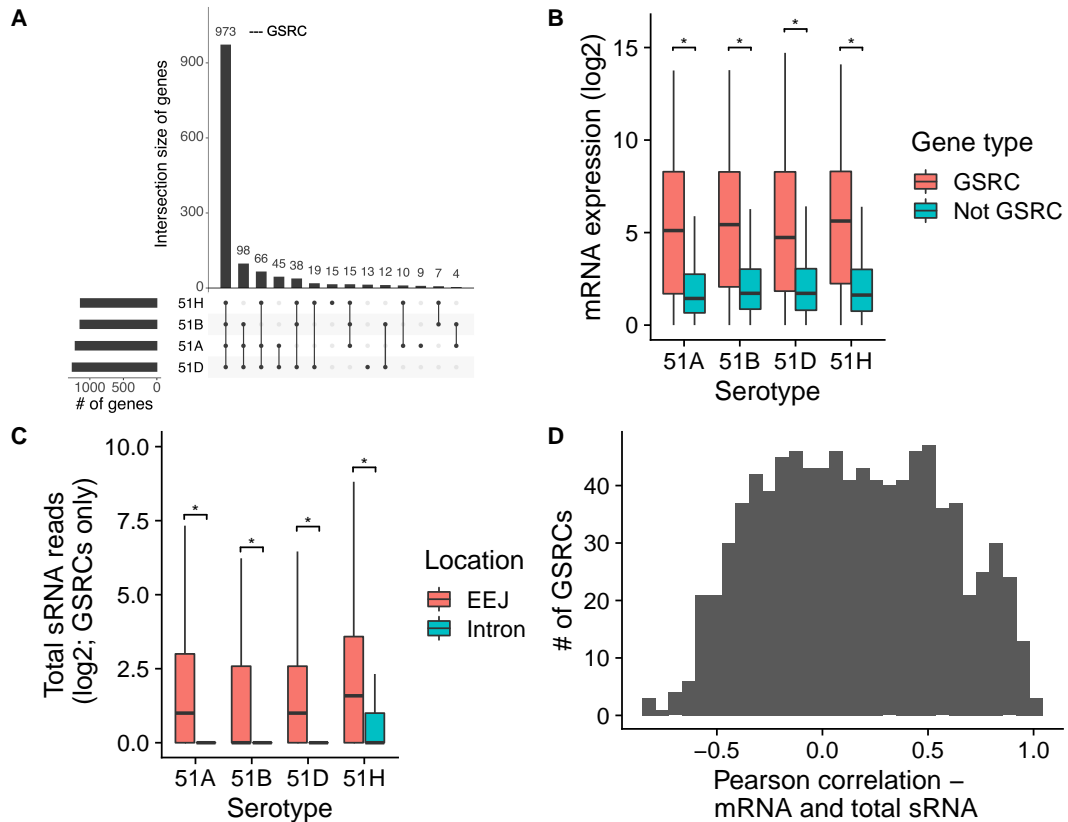 A
973
--- GSRC
Intersection size of genes
900
600
300
0
98 66 45 38 19 15 15 13 12 10 9 7 4
51H
51B
51A
51D
1000 500 0
# of genes
B
mRNA expression (log2)
15
10
5
0
* * * *
51A 51B 51D 51H
Serotype
Gene type
GSRC
Not GSRC
C
Total sRNA reads
(log2; GSRCs only)
10.0
7.5
5.0
2.5
0.0
* * * *
51A 51B 51D 51H
Serotype
Location
EEJ
Intron
D
# of GSRCs
40
30
20
10
0
−0.5 0.0 0.5 1.0
Pearson correlation −
mRNA and total sRNA